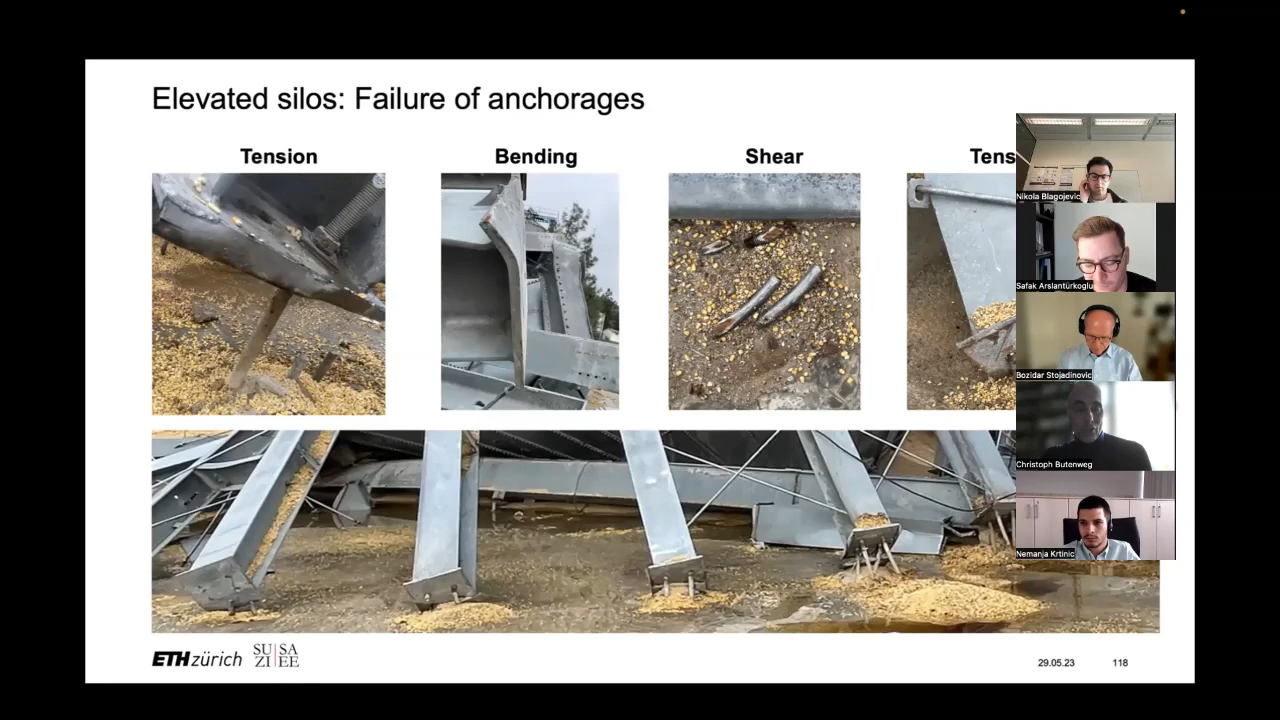 Elevated silos: Failure of anchorages
Tension
Bending
Shear
Tens
Nikola Blagojevic
Safak Arslantürkoglu
Bozidar Stojadinovic
Christoph Butenweg
Nemanja Krtinic
ETH zürich
SU|SA
ZI|EE
29.05.23
118